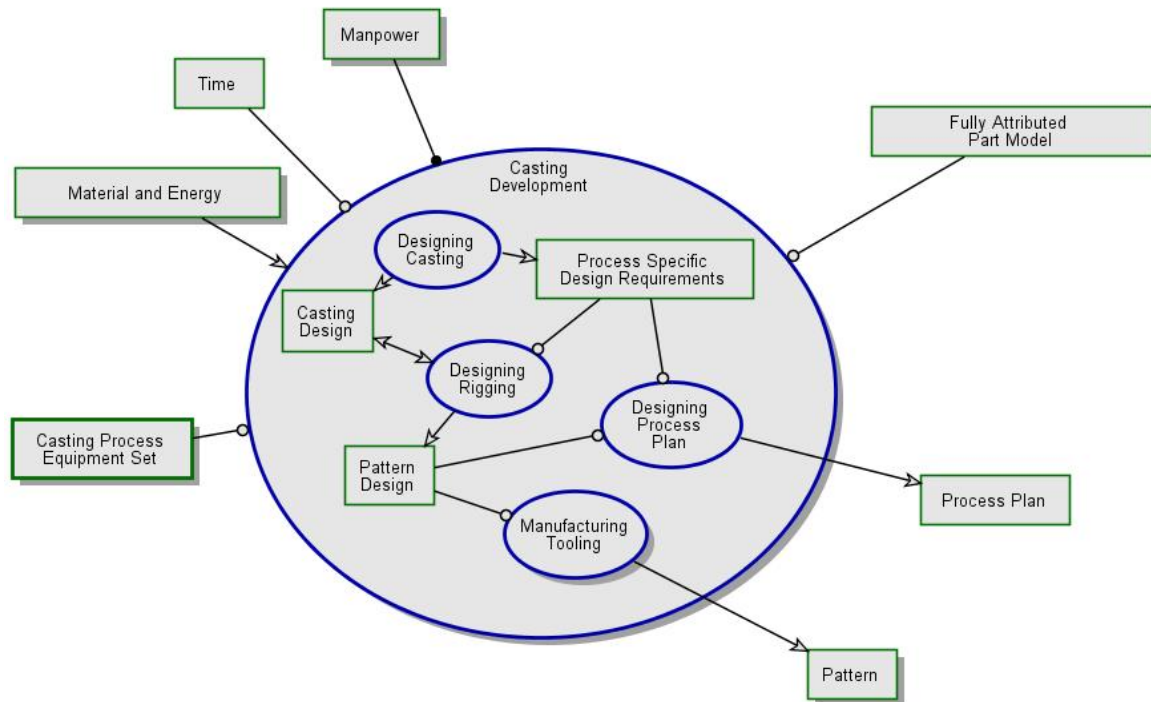 Manpower
Time
Fully Attributed
Part Model
Material and Energy
Casting
Development
Designing
Casting
Process Specific
Design Requirements
Casting
Design
Designing
Rigging
Designing
Process
Plan
Casting Process
Equipment Set
Pattern
Design
Process Plan
Manufacturing
Tooling
Pattern